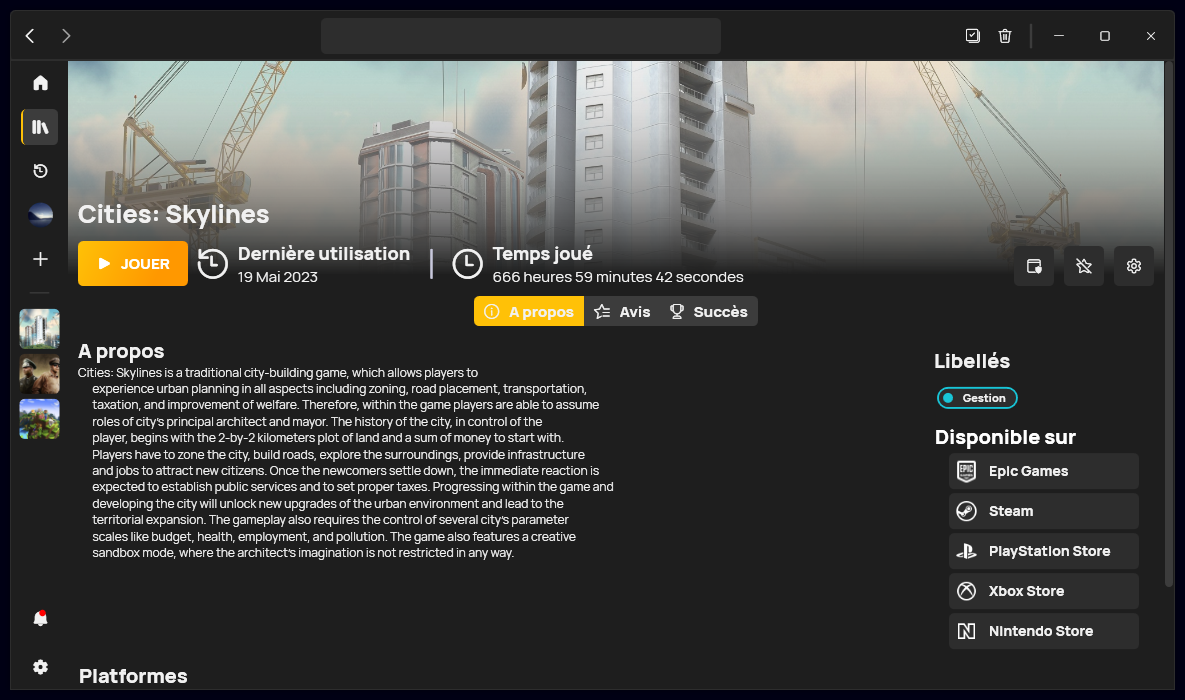 Cities: Skylines
JOUER
Dernière utilisation
19 Mai 2023
Temps joué
666 heures 59 minutes 42 secondes
A propos
Avis
Succès
A propos
Cities: Skylines is a traditional city-building game, which allows players to
experience urban planning in all aspects including zoning, road placement, transportation,
taxation, and improvement of welfare. Therefore, within the game players are able to assume
roles of city's principal architect and mayor. The history of the city, in control of the
player, begins with the 2-by-2 kilometers plot of land and a sum of money to start with.
Players have to zone the city, build roads, explore the surroundings, provide infrastructure
and jobs to attract new citizens. Once the newcomers settle down, the immediate reaction is
expected to establish public services and to set proper taxes. Progressing within the game and
developing the city will unlock new upgrades of the urban environment and lead to the
territorial expansion. The gameplay also requires the control of several city's parameter
scales like budget, health, employment, and pollution. The game also features a creative
sandbox mode, where the architect's imagination is not restricted in any way.
Libellés
Gestion
Disponible sur
EPIC GAMES
Epic Games
Steam
PlayStation Store
Xbox Store
Nintendo Store
Platformes